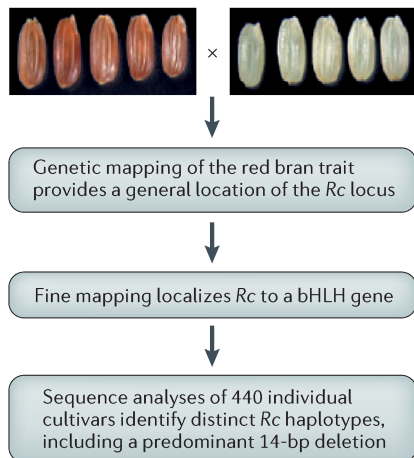 ×
Genetic mapping of the red bran trait
provides a general location of the Rc locus
Fine mapping localizes Rc to a bHLH gene
Sequence analyses of 440 individual
cultivars identify distinct Rc haplotypes,
including a predominant 14-bp deletion